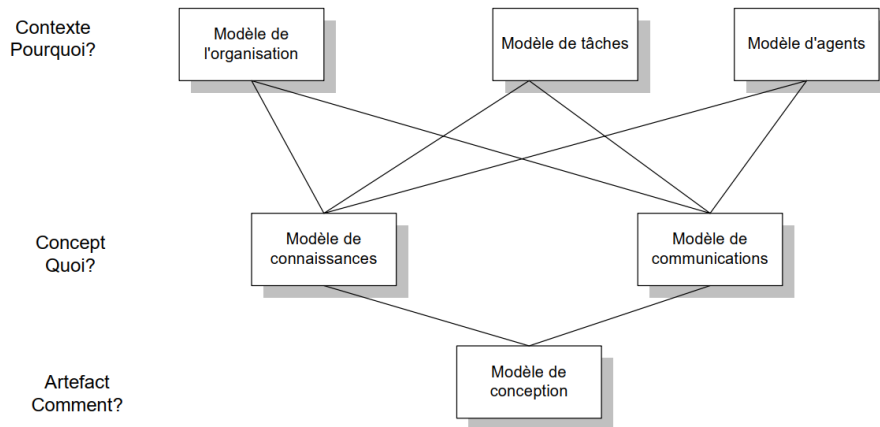 Contexte
Pourquoi?
Modèle de
l'organisation
Modèle de tâches
Modèle d'agents
Concept
Quoi?
Modèle de
connaissances
Modèle de
communications
Artefact
Comment?
Modèle de
conception